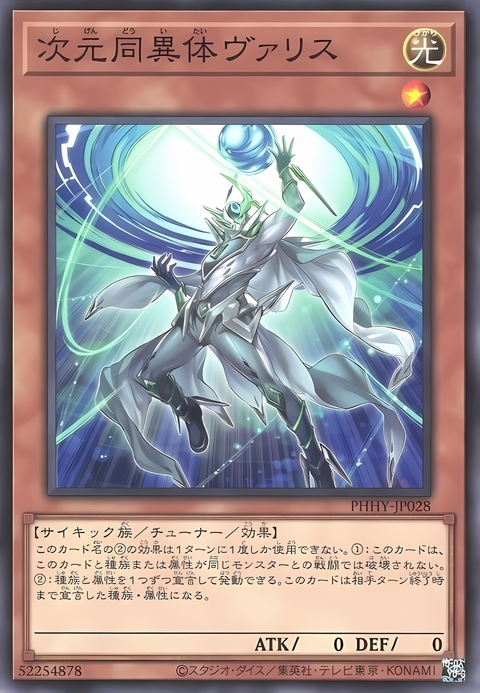 次元同異体ヴァリス
光
PHHY-JP028
【サイキック族／チューナー／効果】
このカード名の②の効果は１ターンに１度しか使用できない。①：このカードは、
このカードと種族または属性が同じモンスターとの戦闘では破壊されない。
②：種族と属性を１つずつ宣言して発動できる。このカードは相手ターン終了時
まで宣言した種族・属性になる。
ATK/ 0 DEF/ 0
52254878
©スタジオ・ダイス／集英社・テレビ東京・KONAMI